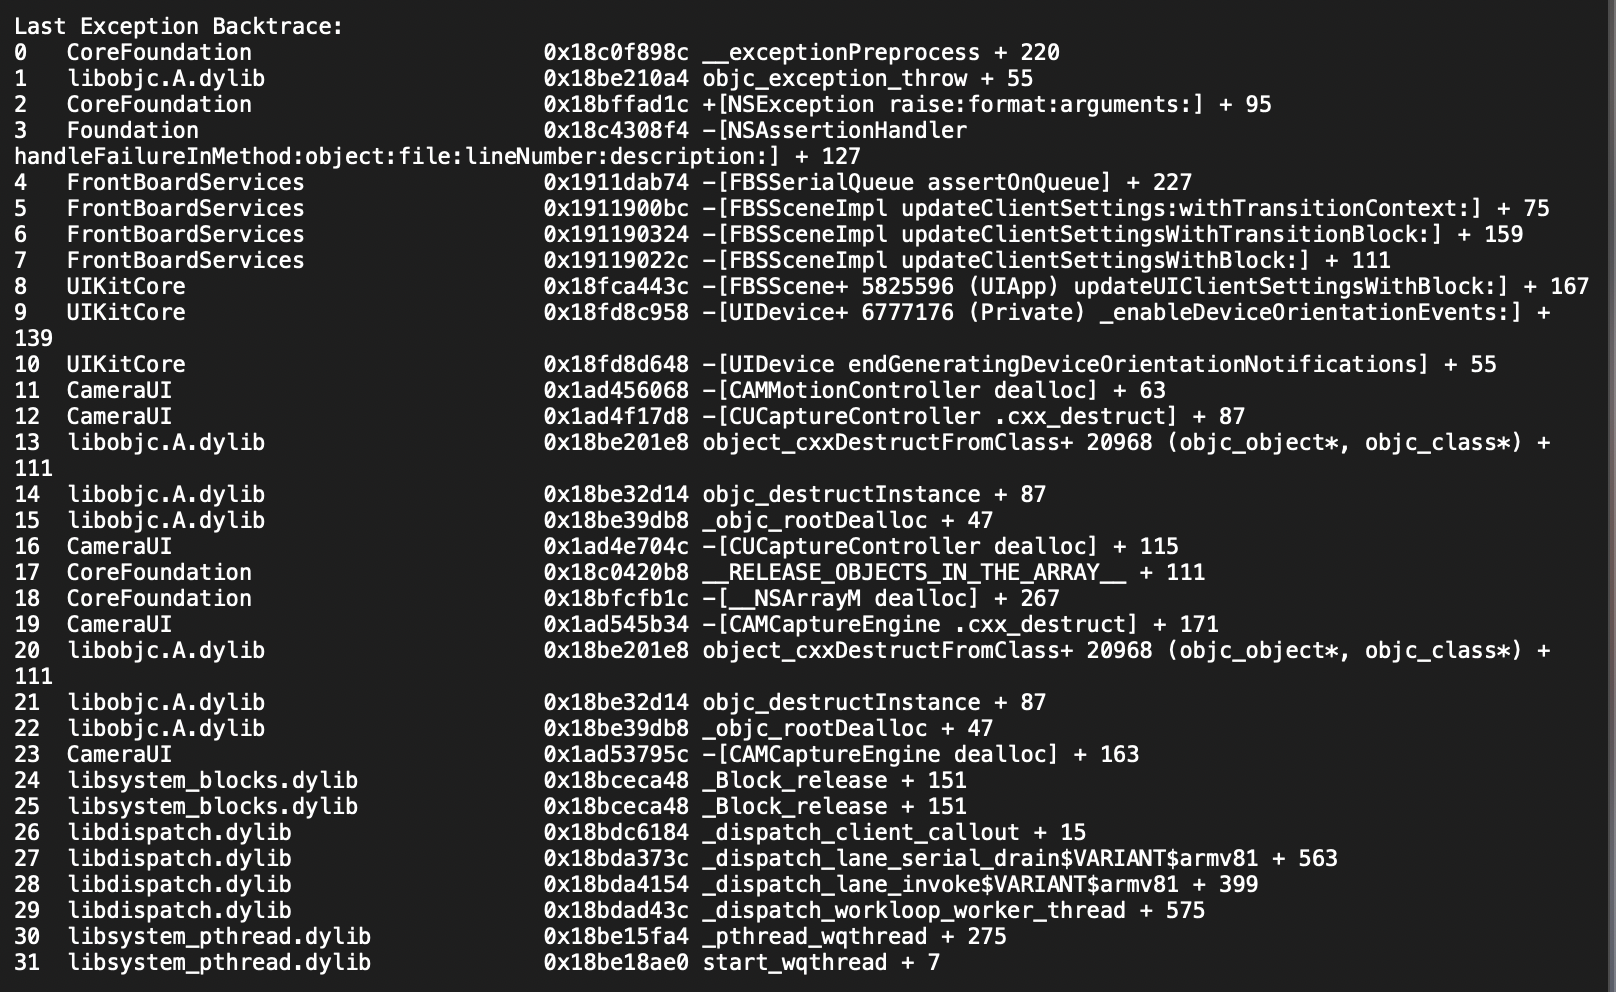 Last Exception Backtrace:
0   CoreFoundation                      0x18c0f898c __exceptionPreprocess + 220
1   libobjc.A.dylib                     0x18be210a4 objc_exception_throw + 55
2   CoreFoundation                      0x18bffad1c +[NSException raise:format:arguments:] + 95
3   Foundation                          0x18c4308f4 -[NSAssertionHandler
handleFailureInMethod:object:file:lineNumber:description:] + 127
4   FrontBoardServices                  0x1911dab74 -[FBSSerialQueue assertOnQueue] + 227
5   FrontBoardServices                  0x1911900bc -[FBSSceneImpl updateClientSettings:withTransitionContext:] + 75
6   FrontBoardServices                  0x191190324 -[FBSSceneImpl updateClientSettingsWithTransitionBlock:] + 159
7   FrontBoardServices                  0x19119022c -[FBSSceneImpl updateClientSettingsWithBlock:] + 111
8   UIKitCore                           0x18fca443c -[FBSScene+ 5825596 (UIApp) updateUIClientSettingsWithBlock:] + 167
9   UIKitCore                           0x18fd8c958 -[UIDevice+ 6777176 (Private) _enableDeviceOrientationEvents:] +
139
10  UIKitCore                           0x18fd8d648 -[UIDevice endGeneratingDeviceOrientationNotifications] + 55
11  CameraUI                            0x1ad456068 -[CAMMotionController dealloc] + 63
12  CameraUI                            0x1ad4f17d8 -[CUCaptureController .cxx_destruct] + 87
13  libobjc.A.dylib                     0x18be201e8 object_cxxDestructFromClass+ 20968 (objc_object*, objc_class*) +
111
14  libobjc.A.dylib                     0x18be32d14 objc_destructInstance + 87
15  libobjc.A.dylib                     0x18be39db8 _objc_rootDealloc + 47
16  CameraUI                            0x1ad4e704c -[CUCaptureController dealloc] + 115
17  CoreFoundation                      0x18c0420b8 __RELEASE_OBJECTS_IN_THE_ARRAY__ + 111
18  CoreFoundation                      0x18bfcfb1c -[__NSArrayM dealloc] + 267
19  CameraUI                            0x1ad545b34 -[CAMCaptureEngine .cxx_destruct] + 171
20  libobjc.A.dylib                     0x18be201e8 object_cxxDestructFromClass+ 20968 (objc_object*, objc_class*) +
111
21  libobjc.A.dylib                     0x18be32d14 objc_destructInstance + 87
22  libobjc.A.dylib                     0x18be39db8 _objc_rootDealloc + 47
23  CameraUI                            0x1ad53795c -[CAMCaptureEngine dealloc] + 163
24  libsystem_blocks.dylib              0x18bceca48 _Block_release + 151
25  libsystem_blocks.dylib              0x18bceca48 _Block_release + 151
26  libdispatch.dylib                   0x18bdc6184 _dispatch_client_callout + 15
27  libdispatch.dylib                   0x18bda373c _dispatch_lane_serial_drain$VARIANT$armv81 + 563
28  libdispatch.dylib                   0x18bda4154 _dispatch_lane_invoke$VARIANT$armv81 + 399
29  libdispatch.dylib                   0x18bdad43c _dispatch_workloop_worker_thread + 575
30  libsystem_pthread.dylib             0x18be15fa4 _pthread_wqthread + 275
31  libsystem_pthread.dylib             0x18be18ae0 start_wqthread + 7